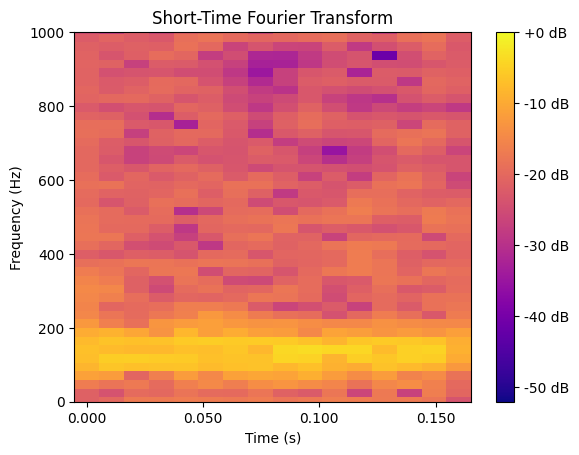 Short-Time Fourier Transform
1000
800
600
400
200
0
Frequency (Hz)
0.000
0.050
0.100
0.150
Time (s)
+0 dB
-10 dB
-20 dB
-30 dB
-40 dB
-50 dB